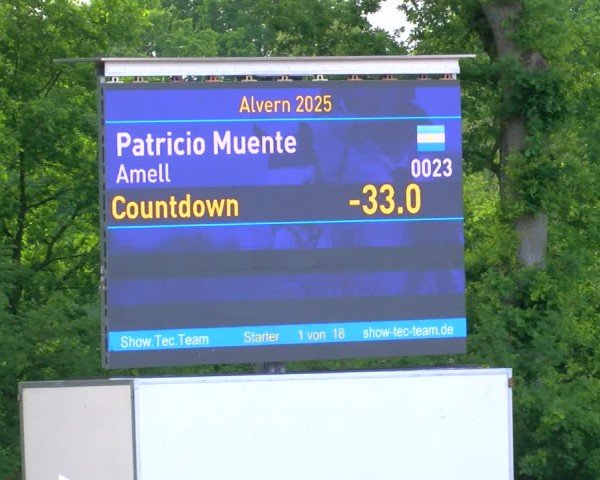 Alvern 2025
Patricio Muente
Amell 0023
Countdown -33.0
Show.Tec.Team Starter 1 von 18 show-tec-team.de